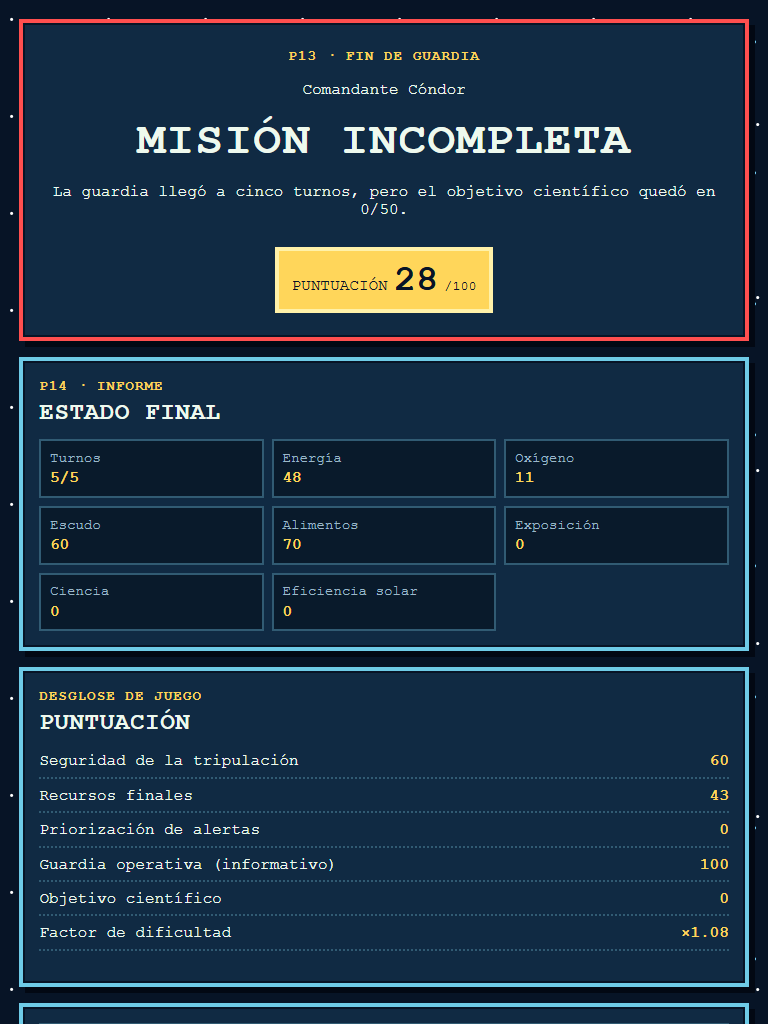 P13 · FIN DE GUARDIA
Comandante Cóndor
MISIÓN INCOMPLETA
La guardia llegó a cinco turnos, pero el objetivo científico quedó en
0/50.
PUNTUACIÓN 28 /100
P14 · INFORME
ESTADO FINAL
Turnos
5/5
Energía
48
Oxígeno
11
Escudo
60
Alimentos
70
Exposición
0
Ciencia
0
Eficiencia solar
0
DESGLOSE DE JUEGO
PUNTUACIÓN
Seguridad de la tripulación 60
Recursos finales 43
Priorización de alertas 0
Guardia operativa (informativo) 100
Objetivo científico 0
Factor de dificultad ×1.08